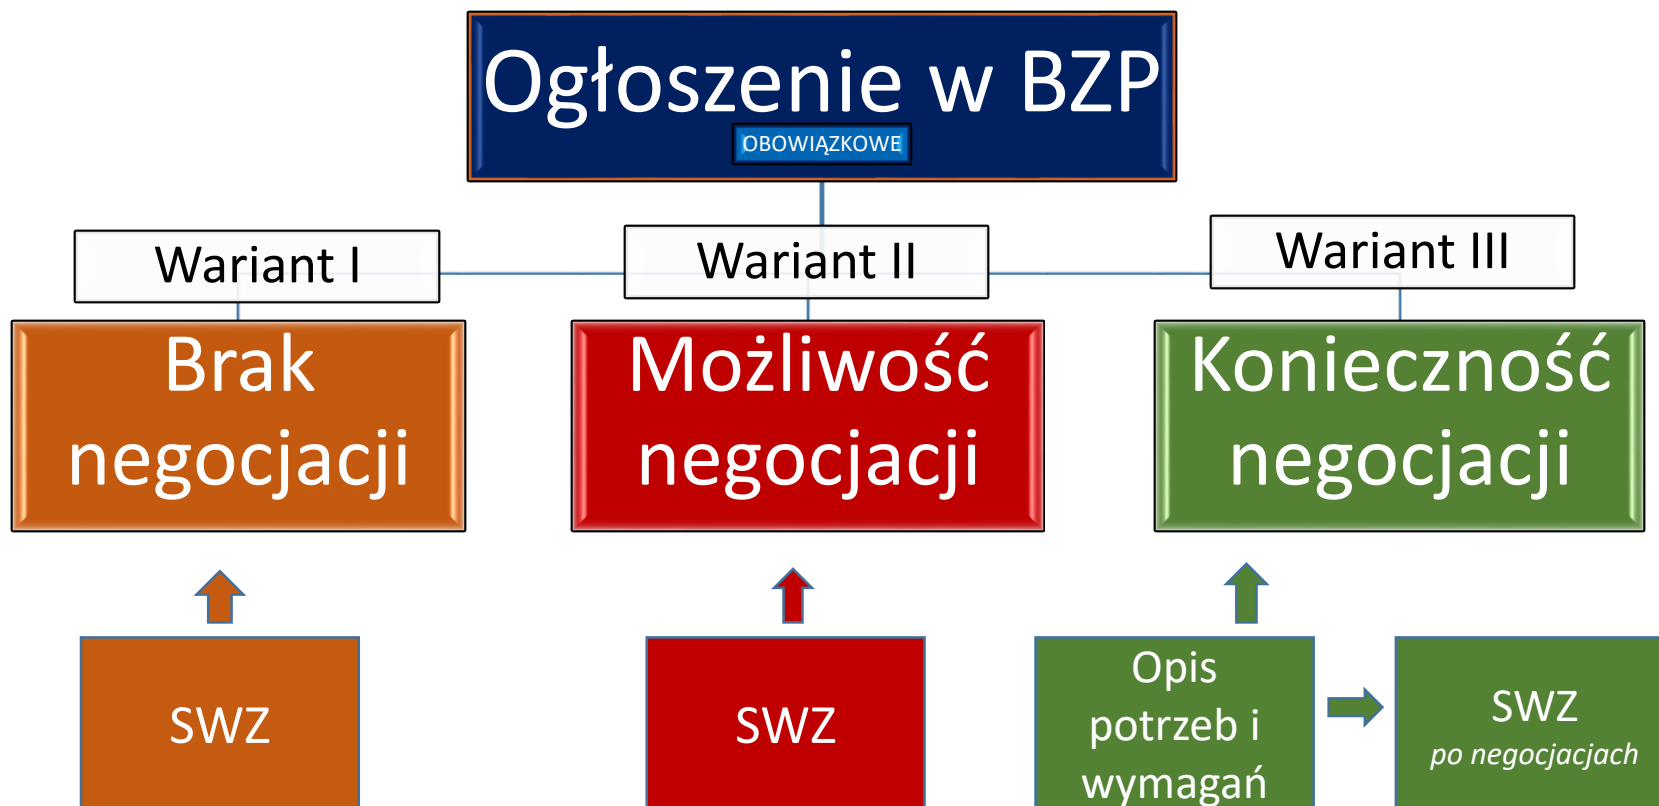 Ogłoszenie w BZP
OBOWIĄZKOWE
Wariant I
Wariant II
Wariant III
Brak
negocjacji
Możliwość
negocjacji
Konieczność
negocjacji
SWZ
SWZ
Opis
potrzeb i
wymagań
SWZ
po negocjacjach